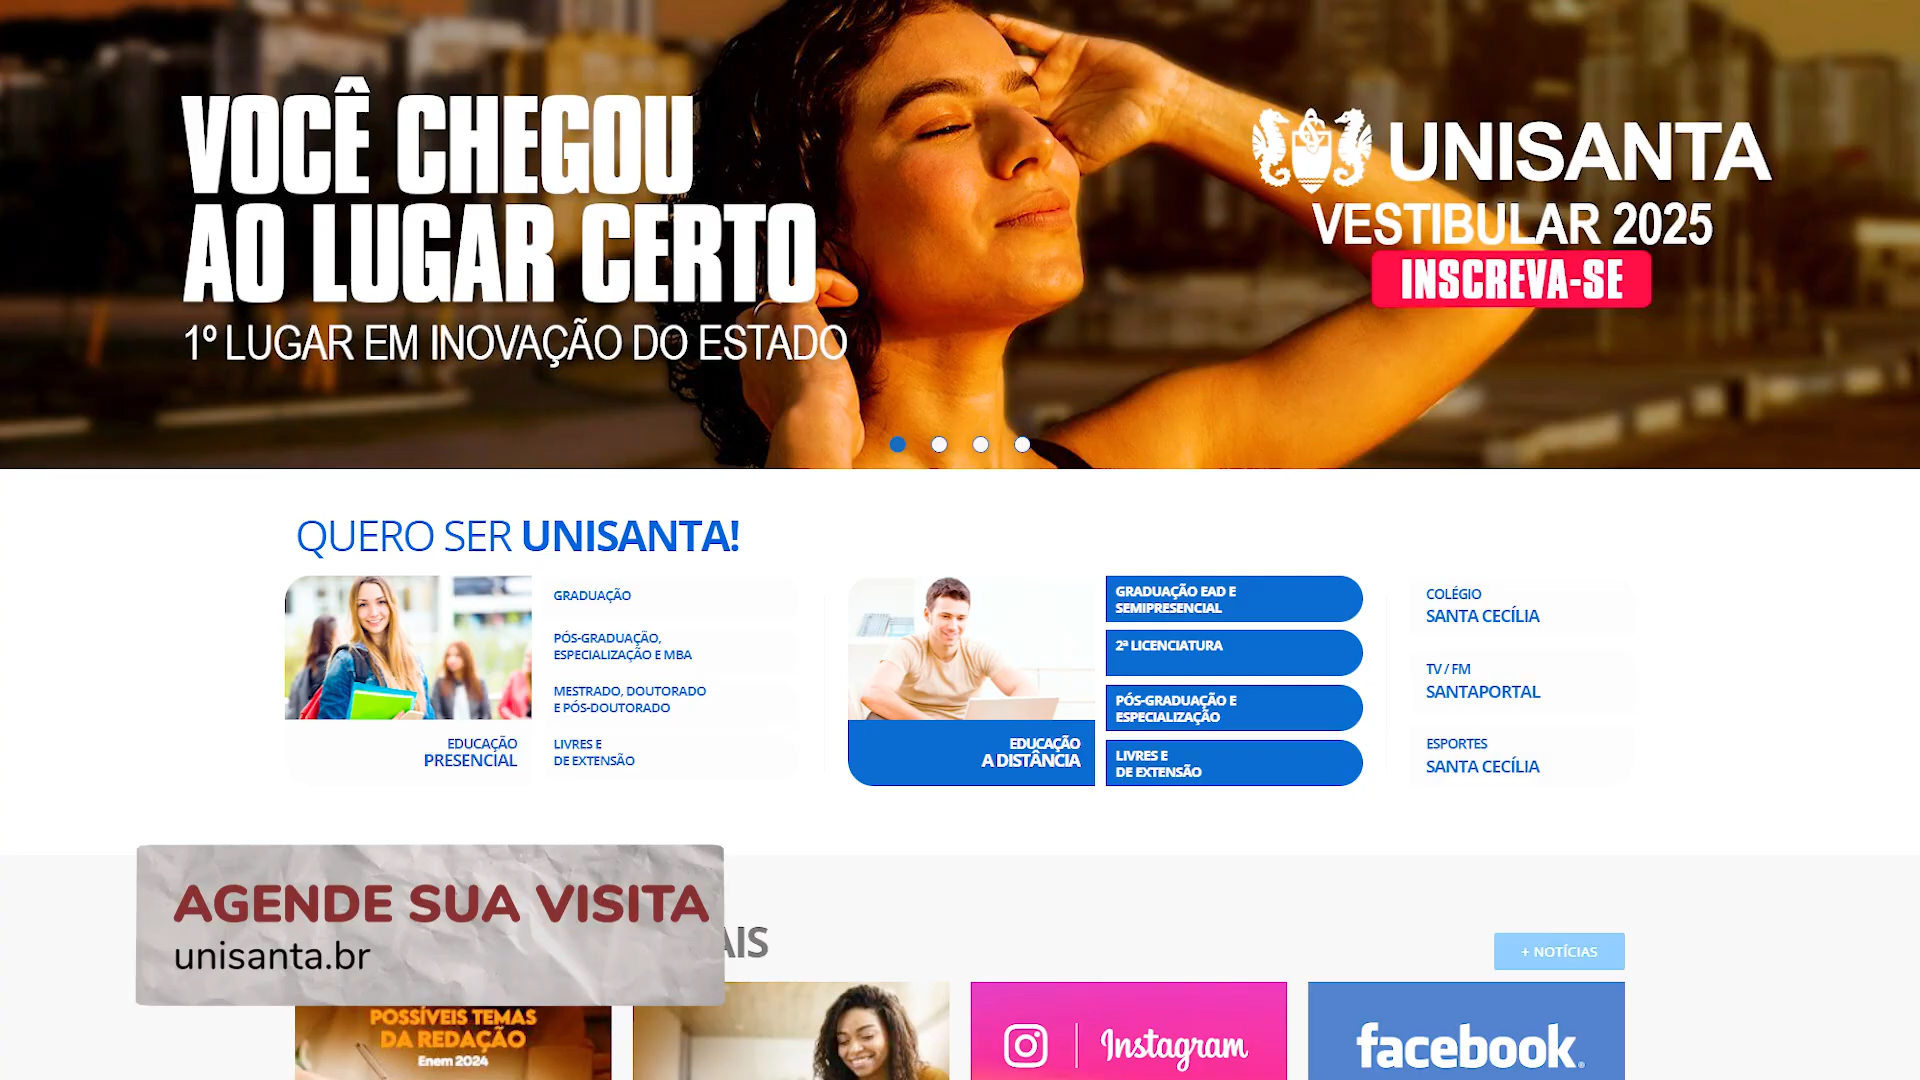 VOCÊ CHEGOU
AO LUGAR CERTO
1º LUGAR EM INOVAÇÃO DO ESTADO
UNISANTA
VESTIBULAR 2025
INSCREVA-SE
QUERO SER UNISANTA!
EDUCAÇÃO
PRESENCIAL
GRADUAÇÃO
PÓS-GRADUAÇÃO,
ESPECIALIZAÇÃO E MBA
MESTRADO, DOUTORADO
E PÓS-DOUTORADO
LIVRES E
DE EXTENSÃO
EDUCAÇÃO
A DISTÂNCIA
GRADUAÇÃO EAD E
SEMIPRESENCIAL
2ª LICENCIATURA
PÓS-GRADUAÇÃO E
ESPECIALIZAÇÃO
LIVRES E
DE EXTENSÃO
COLÉGIO
SANTA CECÍLIA
TV / FM
SANTAPORTAL
ESPORTES
SANTA CECÍLIA
AGENDE SUA VISITA
unisanta.br
+ NOTÍCIAS
POSSÍVEIS TEMAS
DA REDAÇÃO
Enem 2024
Instagram
facebook